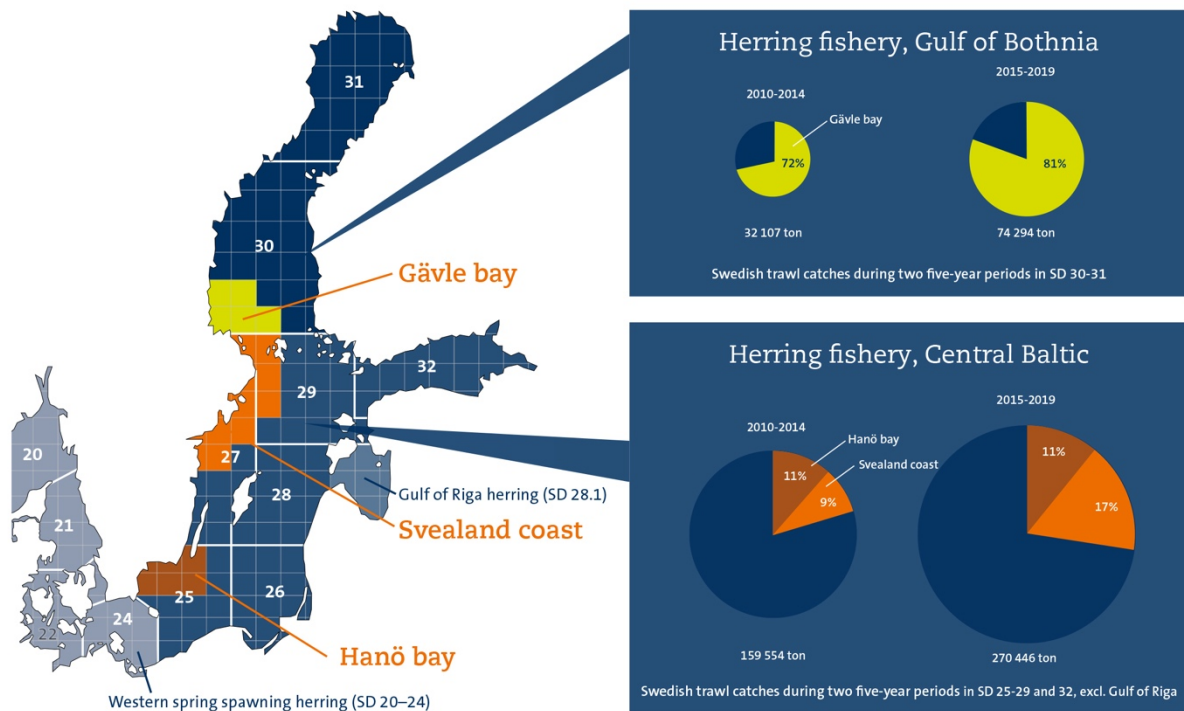 31
30
Gävle bay
32
29
20
27
Gulf of Riga herring (SD 28.1)
28
21
Svealand coast
26
25
24
22
Hanö bay
Western spring spawning herring (SD 20–24)
Herring fishery, Gulf of Bothnia
2015-2019
2010-2014
Gävle bay
72%
81%
32 107 ton
74 294 ton
Swedish trawl catches during two five-year periods in SD 30-31
Herring fishery, Central Baltic
2015-2019
2010-2014
Hanö bay
11%
Svealand coast
9%
11%
17%
159 554 ton
270 446 ton
Swedish trawl catches during two five-year periods in SD 25-29 and 32, excl. Gulf of Riga